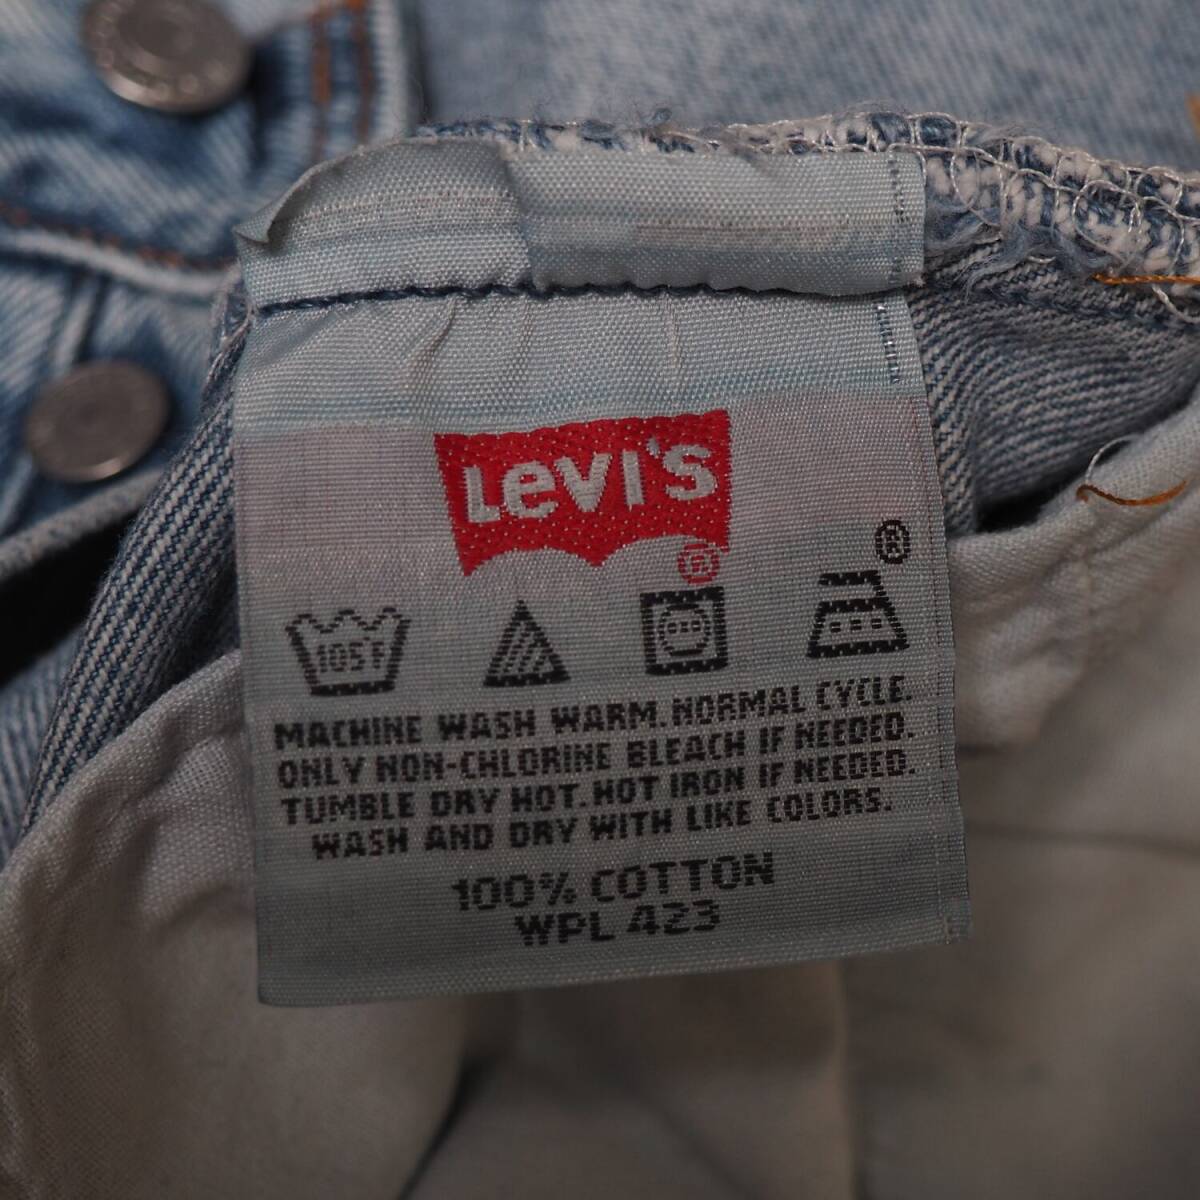 LEVI'S
®
®
105°F
MACHINE WASH WARM. NORMAL CYCLE.
ONLY NON-CHLORINE BLEACH IF NEEDED.
TUMBLE DRY HOT. HOT IRON IF NEEDED.
WASH AND DRY WITH LIKE COLORS.
100% COTTON
WPL 423